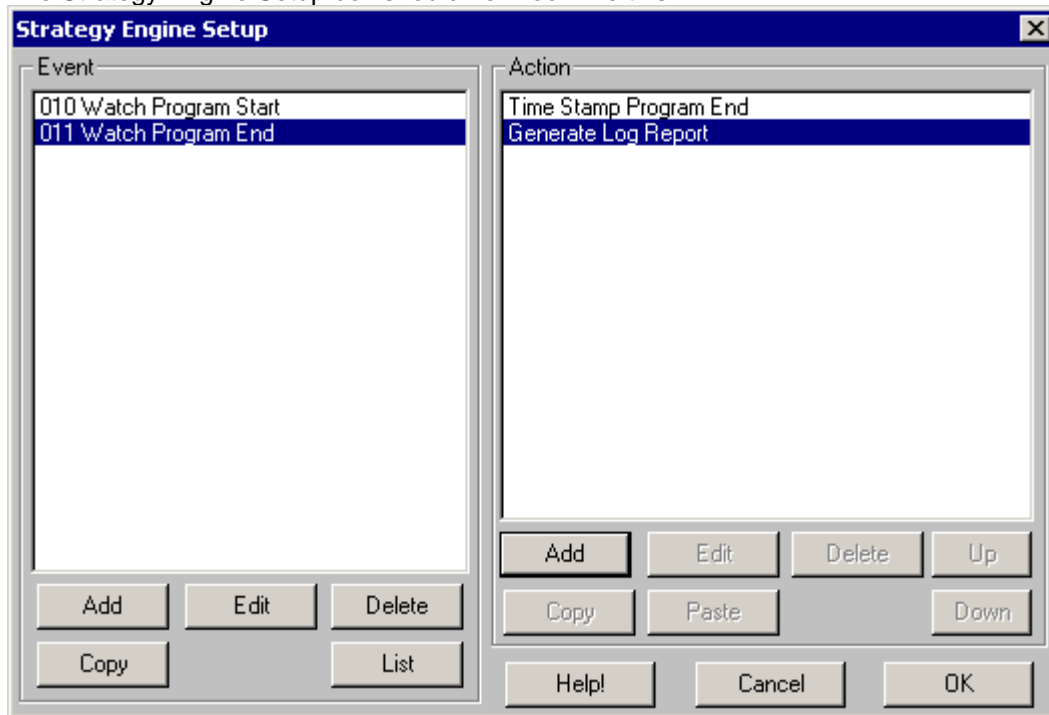 Strategy Engine Setup
Event
010 Watch Program Start
011 Watch Program End
Add Edit Delete
Copy List
Action
Time Stamp Program End
Generate Log Report
Add Edit Delete Up
Copy Paste Down
Help! Cancel OK